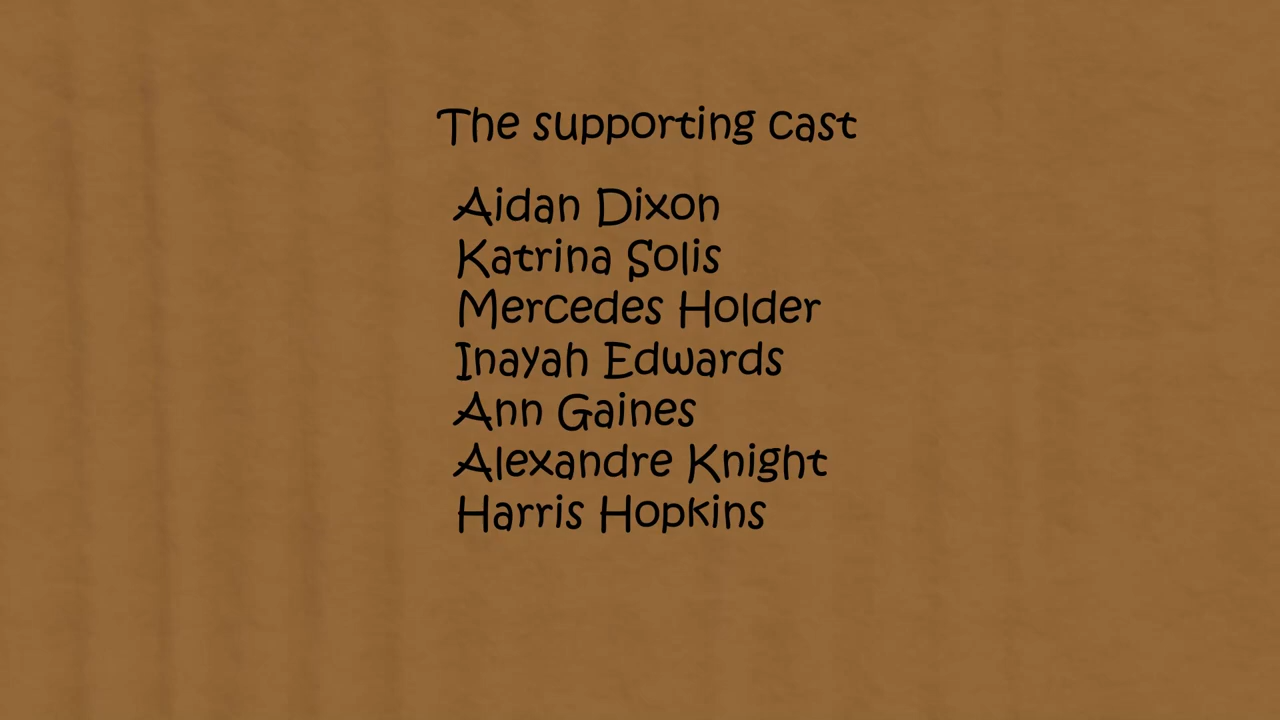 The supporting cast
Aidan Dixon
Katrina Solis
Mercedes Holder
Inayah Edwards
Ann Gaines
Alexandre Knight
Harris Hopkins